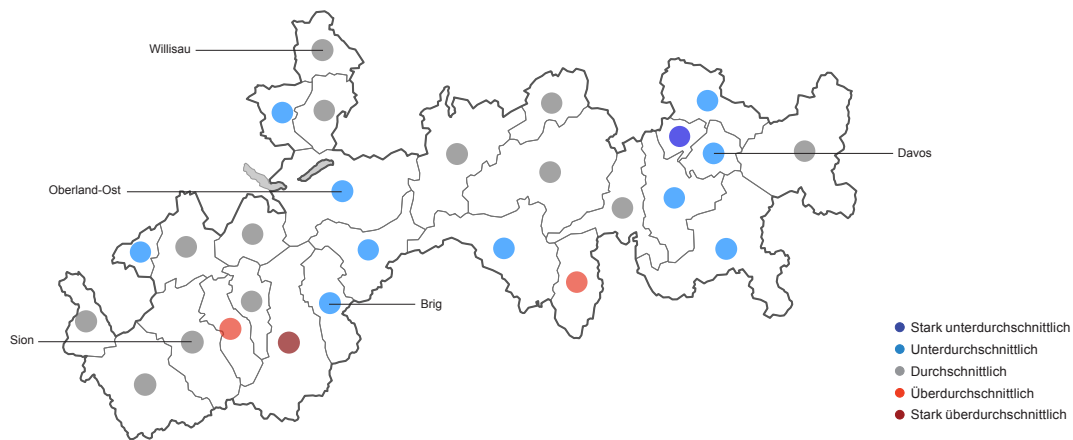 Willisau
Davos
Oberland-Ost
Brig
Sion
Stark unterdurchschnittlich
Unterdurchschnittlich
Durchschnittlich
Überdurchschnittlich
Stark überdurchschnittlich